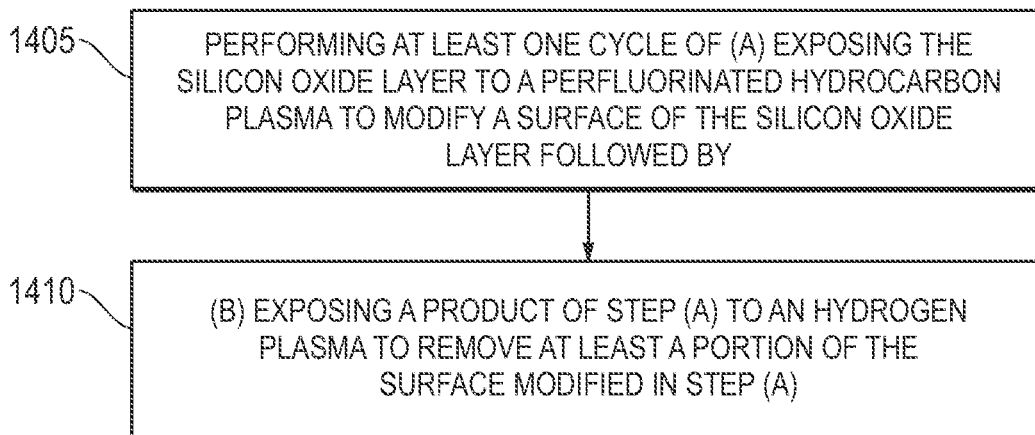 1405
PERFORMING AT LEAST ONE CYCLE OF (A) EXPOSING THE
SILICON OXIDE LAYER TO A PERFLUORINATED HYDROCARBON
PLASMA TO MODIFY A SURFACE OF THE SILICON OXIDE
LAYER FOLLOWED BY
1410
(B) EXPOSING A PRODUCT OF STEP (A) TO AN HYDROGEN
PLASMA TO REMOVE AT LEAST A PORTION OF THE
SURFACE MODIFIED IN STEP (A)